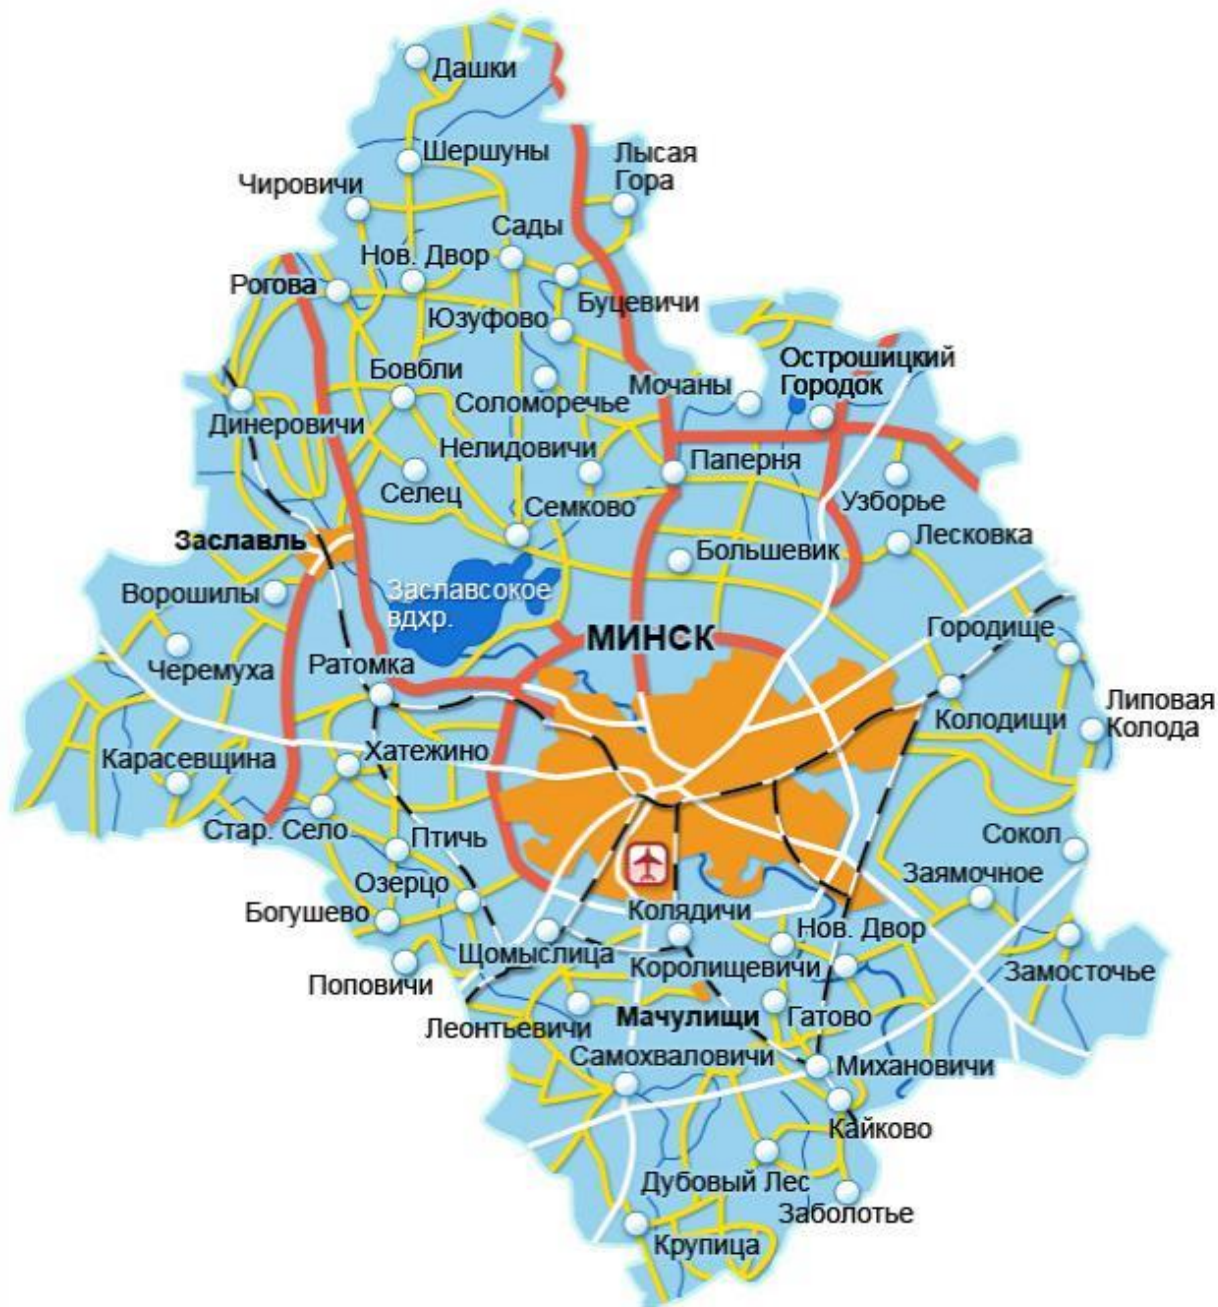 Дашки
Шершуны
Лысая
Гора
Чировичи
Сады
Нов. Двор
Рогова
Буцевичи
Юзуфово
Острошицкий
Городок
Бовбли
Мочаны
Соломоречье
Динеровичи
Нелидовичи
Паперня
Селец
Узборье
Семково
Лесковка
Заславль
Большевик
Ворошилы
Заславсокое
вдхр.
Городище
МИНСК
Черемуха
Ратомка
Липовая
Колода
Колодищи
Хатежино
Карасевщина
Стар. Село
Птичь
Сокол
Заямочное
Озерцо
Богушево
Колядичи
Нов. Двор
Щомыслица
Королищевичи
Замосточье
Поповичи
Леонтьевичи
Мачулищи
Гатово
Самохваловичи
Михановичи
Кайково
Дубовый Лес
Заболотье
Крупица